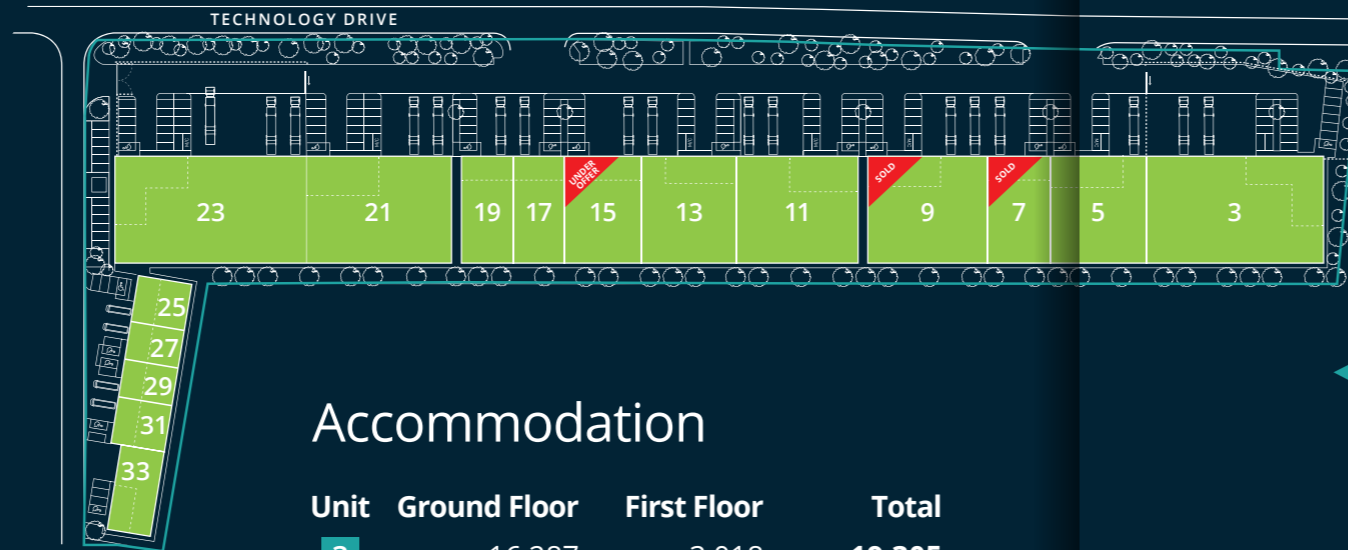 TECHNOLOGY DRIVE
UNDER
OFFER
SOLD
SOLD
23
21
19
17
15
13
11
9
7
5
3
25
27
29
31
33
Accommodation
Unit Ground Floor First Floor Total